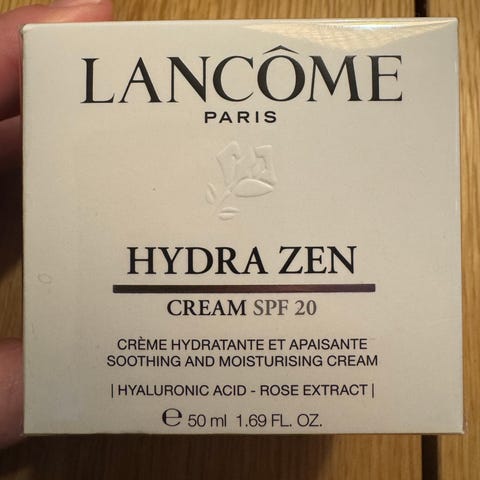 LANCÔME
PARIS
HYDRA ZEN
CREAM SPF 20
CRÈME HYDRATANTE ET APAISANTE
SOOTHING AND MOISTURISING CREAM
| HYALURONIC ACID - ROSE EXTRACT |
℮ 50 ml 1.69 FL. OZ.